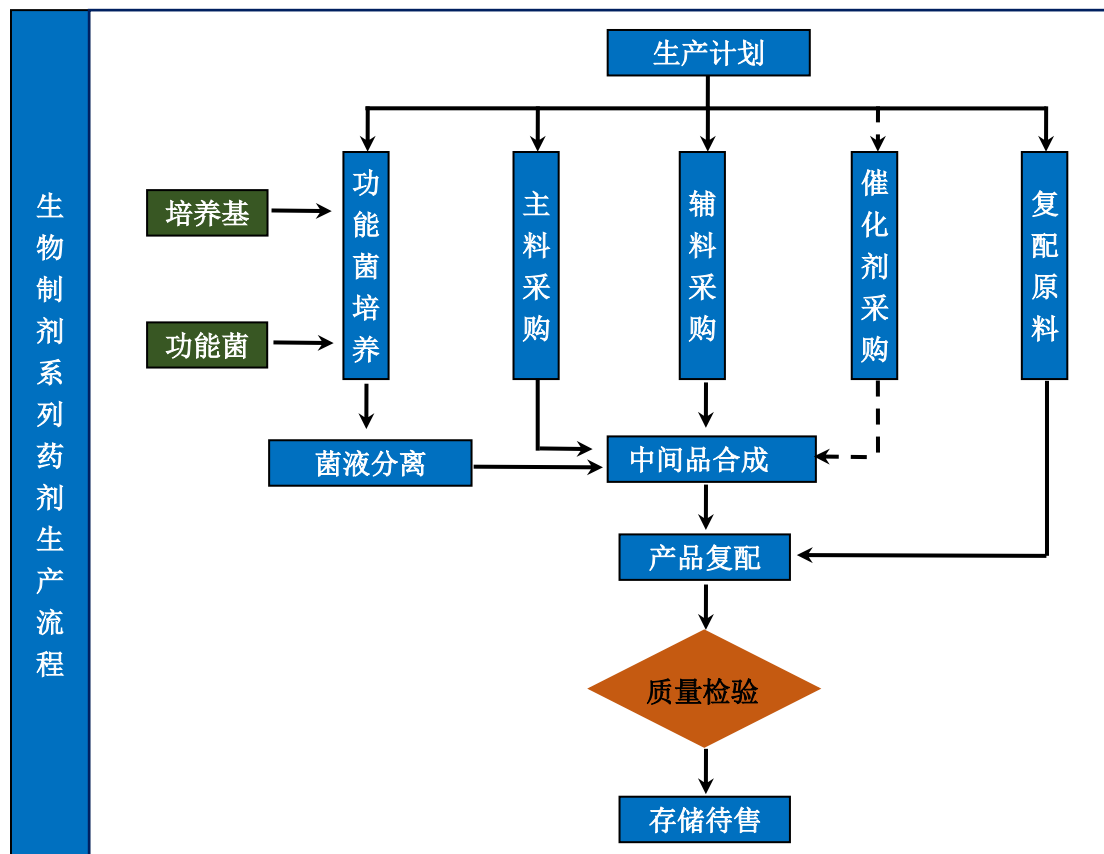 生物制剂系列药剂生产流程
生产计划
功能菌培养
主料采购
辅料采购
催化剂采购
复配原料
培养基
功能菌
菌液分离
中间品合成
产品复配
质量检验
存储待售